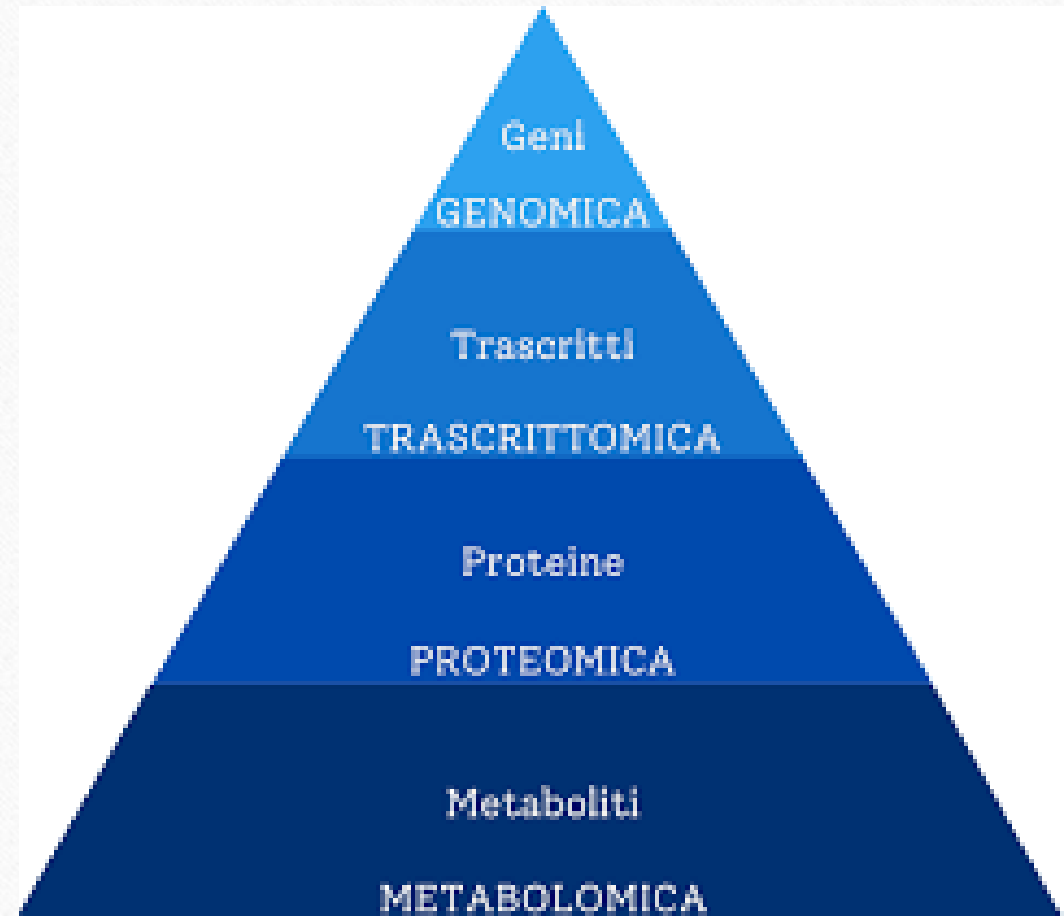 Geni
GENOMICA
Trascritti
TRASCRITTOMICA
Proteine
PROTEOMICA
Metaboliti
METABOLOMICA